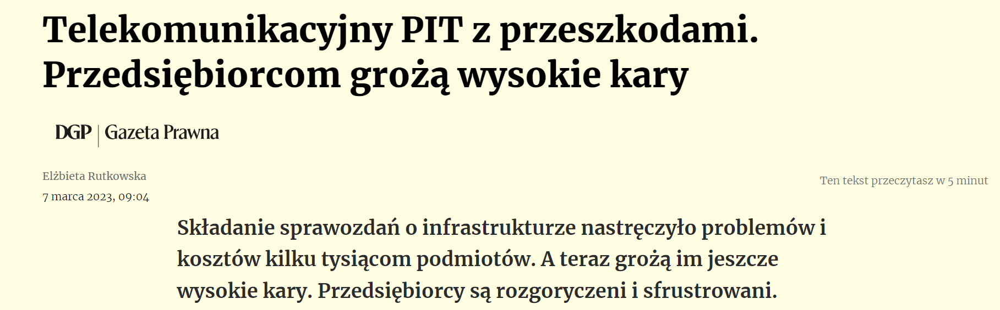 Telekomunikacyjny PIT z przeszkodami.
Przedsiębiorcom grożą wysokie kary
DGP | Gazeta Prawna
Elżbieta Rutkowska
Ten tekst przeczytasz w 5 minut
7 marca 2023, 09:04
Składanie sprawozdań o infrastrukturze nastręczyło problemów i
kosztów kilku tysiącom podmiotów. A teraz grożą im jeszcze
wysokie kary. Przedsiębiorcy są rozgoryczeni i sfrustrowani.